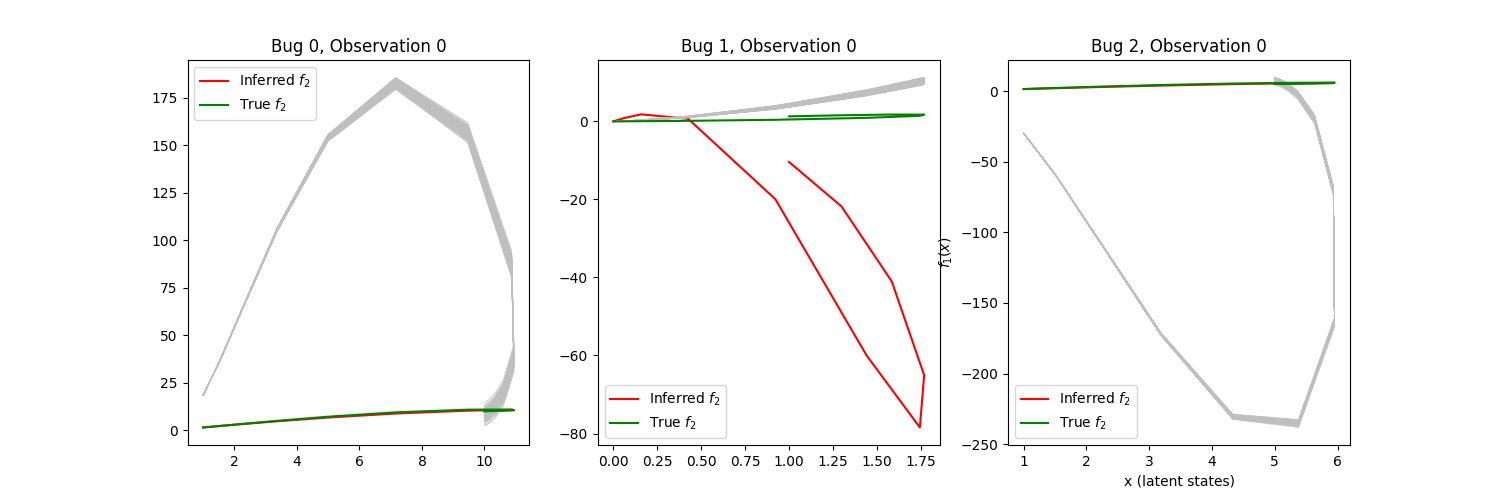 Bug 0, Observation 0
Inferred f₂
True f₂
175
150
125
100
75
50
25
0
2 4 6 8 10
Bug 1, Observation 0
0
−20
−40
−60
−80
Inferred f₂
True f₂
0.00 0.25 0.50 0.75 1.00 1.25 1.50 1.75
Bug 2, Observation 0
f₁(x)
0
−50
−100
−150
−200
−250
Inferred f₂
True f₂
1 2 3 4 5 6
x (latent states)